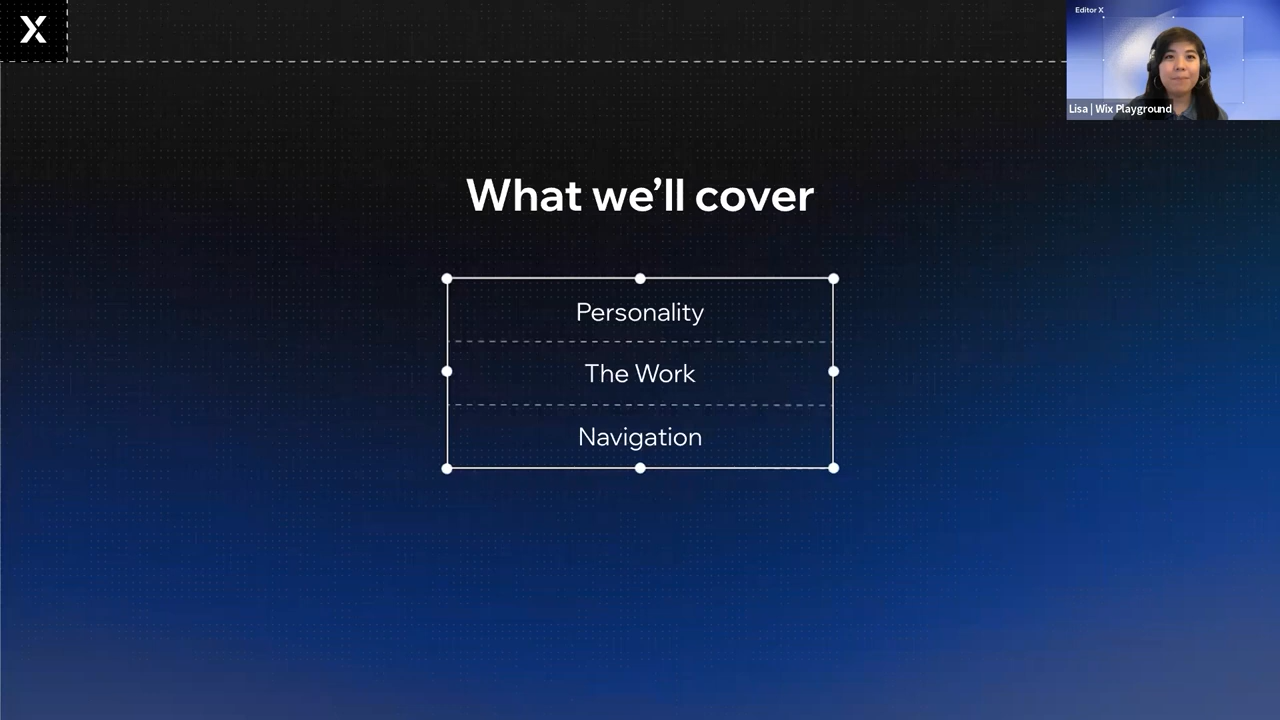 X
Editor X
Lisa | Wix Playground
What we’ll cover
Personality
The Work
Navigation